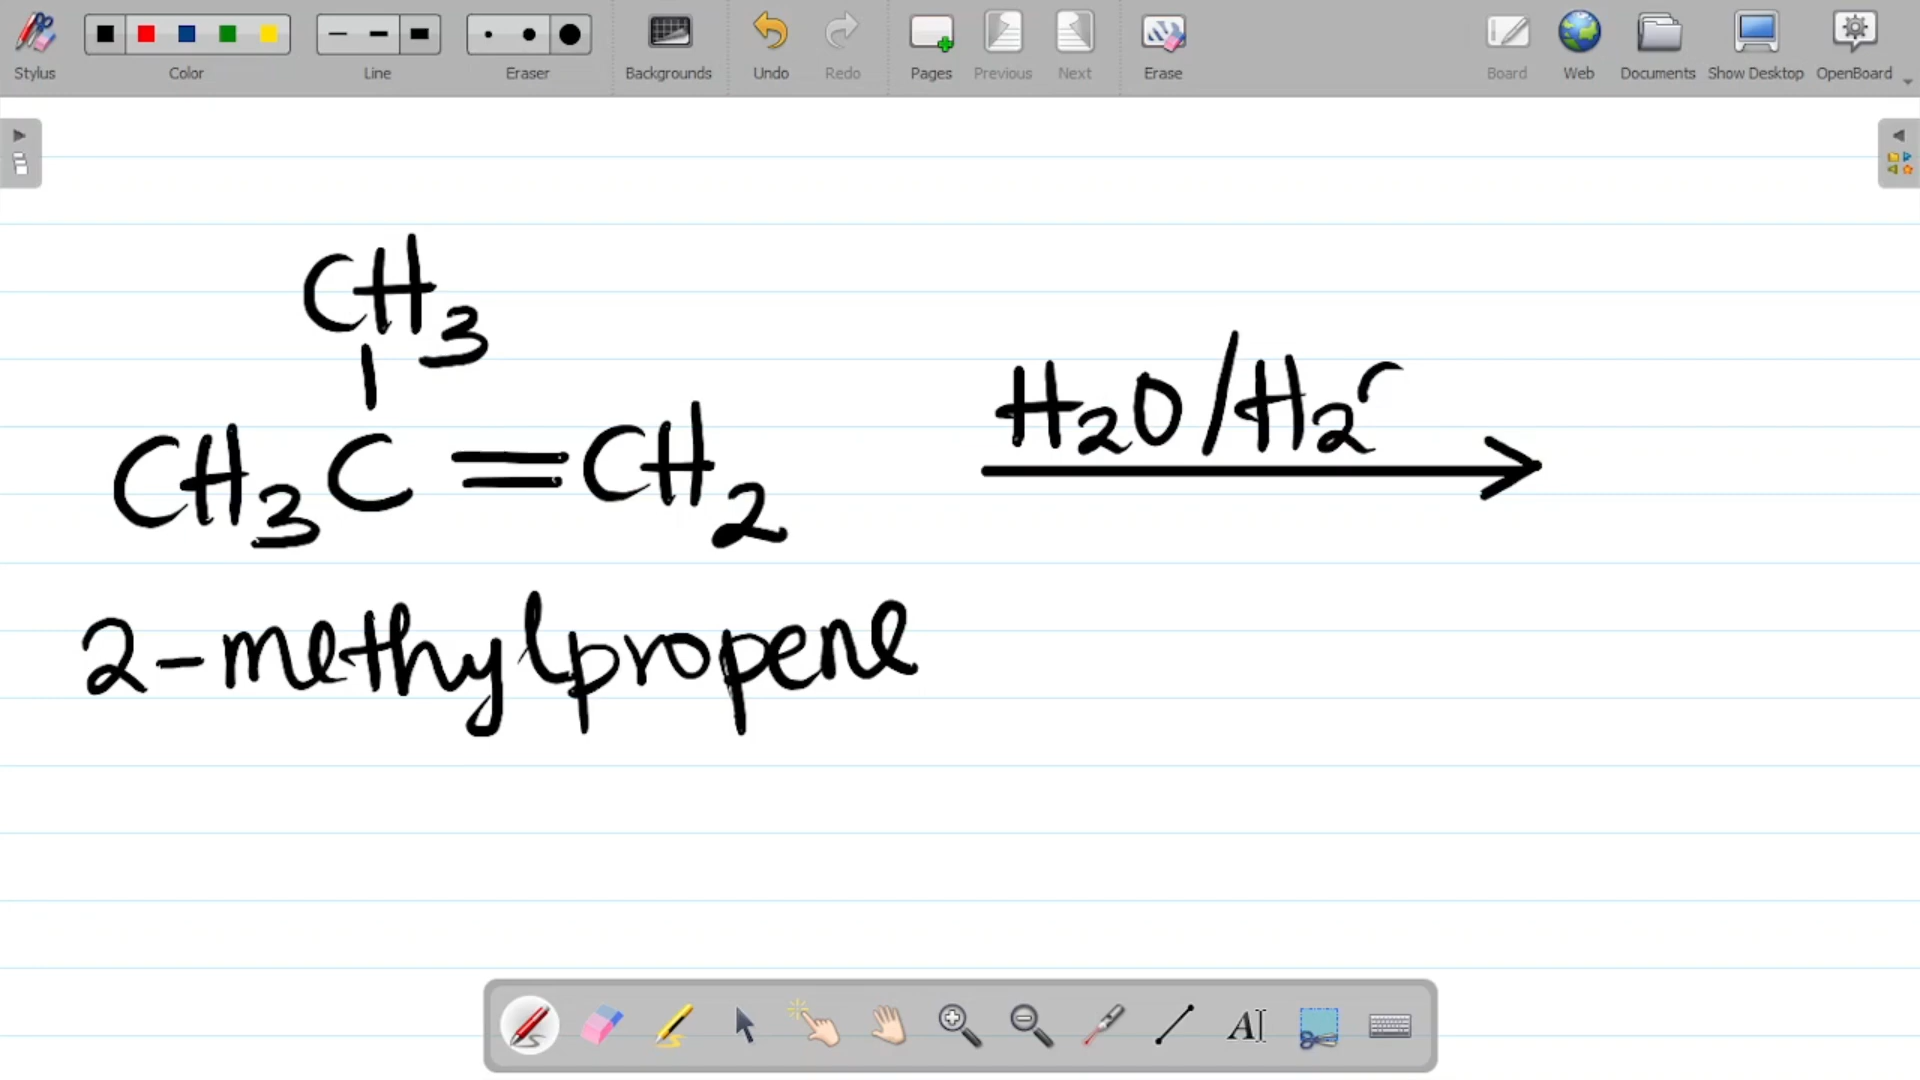 Stylus Color Line Eraser Backgrounds Undo Redo Pages Previous Next Erase Board Web Documents Show Desktop OpenBoard
CH3
CH3C=CH2
H2O/H2
2-methylpropene
AI